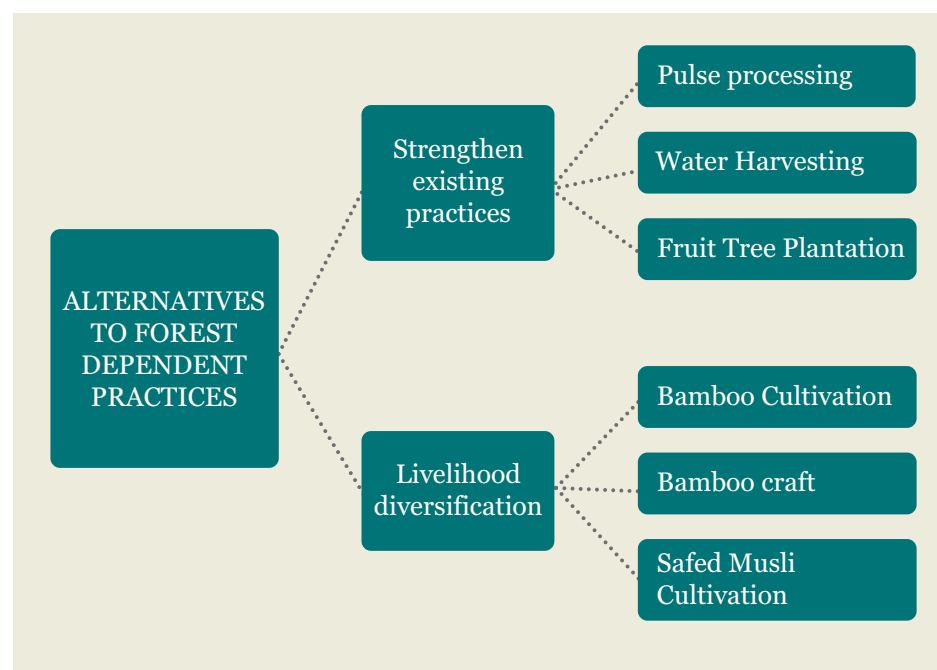 ALTERNATIVES
TO FOREST
DEPENDENT
PRACTICES
Strengthen
existing
practices
Pulse processing
Water Harvesting
Fruit Tree Plantation
Livelihood
diversification
Bamboo Cultivation
Bamboo craft
Safed Musli
Cultivation